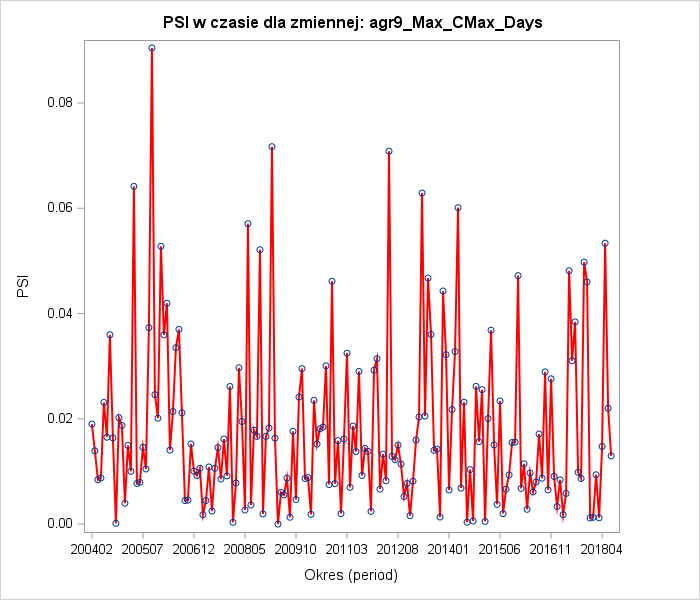 PSI w czasie dla zmiennej: agr9_Max_CMax_Days
0.08
0.06
0.04
0.02
0.00
PSI
200402 200507 200612 200805 200910 201103 201208 201401 201506 201611 201804
Okres (period)